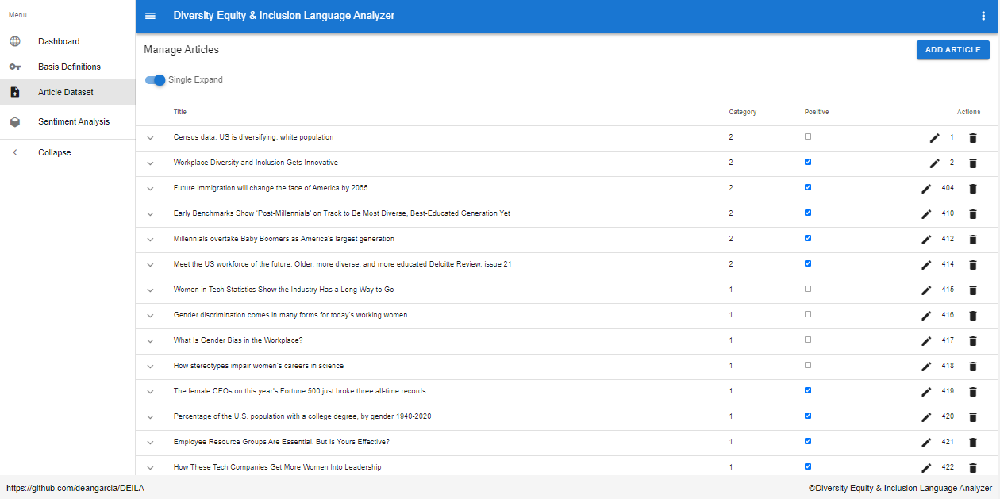 Menu
Dashboard
Basis Definitions
Article Dataset
Sentiment Analysis
Collapse
Diversity Equity & Inclusion Language Analyzer
Manage Articles
ADD ARTICLE
Single Expand
Title Category Positive Actions
Census data: US is diversifying, white population 2 1
Workplace Diversity and Inclusion Gets Innovative 2 2
Future immigration will change the face of America by 2065 2 404
Early Benchmarks Show 'Post-Millennials' on Track to Be Most Diverse, Best-Educated Generation Yet 2 410
Millennials overtake Baby Boomers as America's largest generation 2 412
Meet the US workforce of the future: Older, more diverse, and more educated Deloitte Review, issue 21 2 414
Women in Tech Statistics Show the Industry Has a Long Way to Go 1 415
Gender discrimination comes in many forms for today's working women 1 416
What Is Gender Bias in the Workplace? 1 417
How stereotypes impair women's careers in science 1 418
The female CEOs on this year's Fortune 500 just broke three all-time records 1 419
Percentage of the U.S. population with a college degree, by gender 1940-2020 1 420
Employee Resource Groups Are Essential. But Is Yours Effective? 1 421
How These Tech Companies Get More Women Into Leadership 1 422
https://github.com/deangarcia/DEILA
©Diversity Equity & Inclusion Language Analyzer